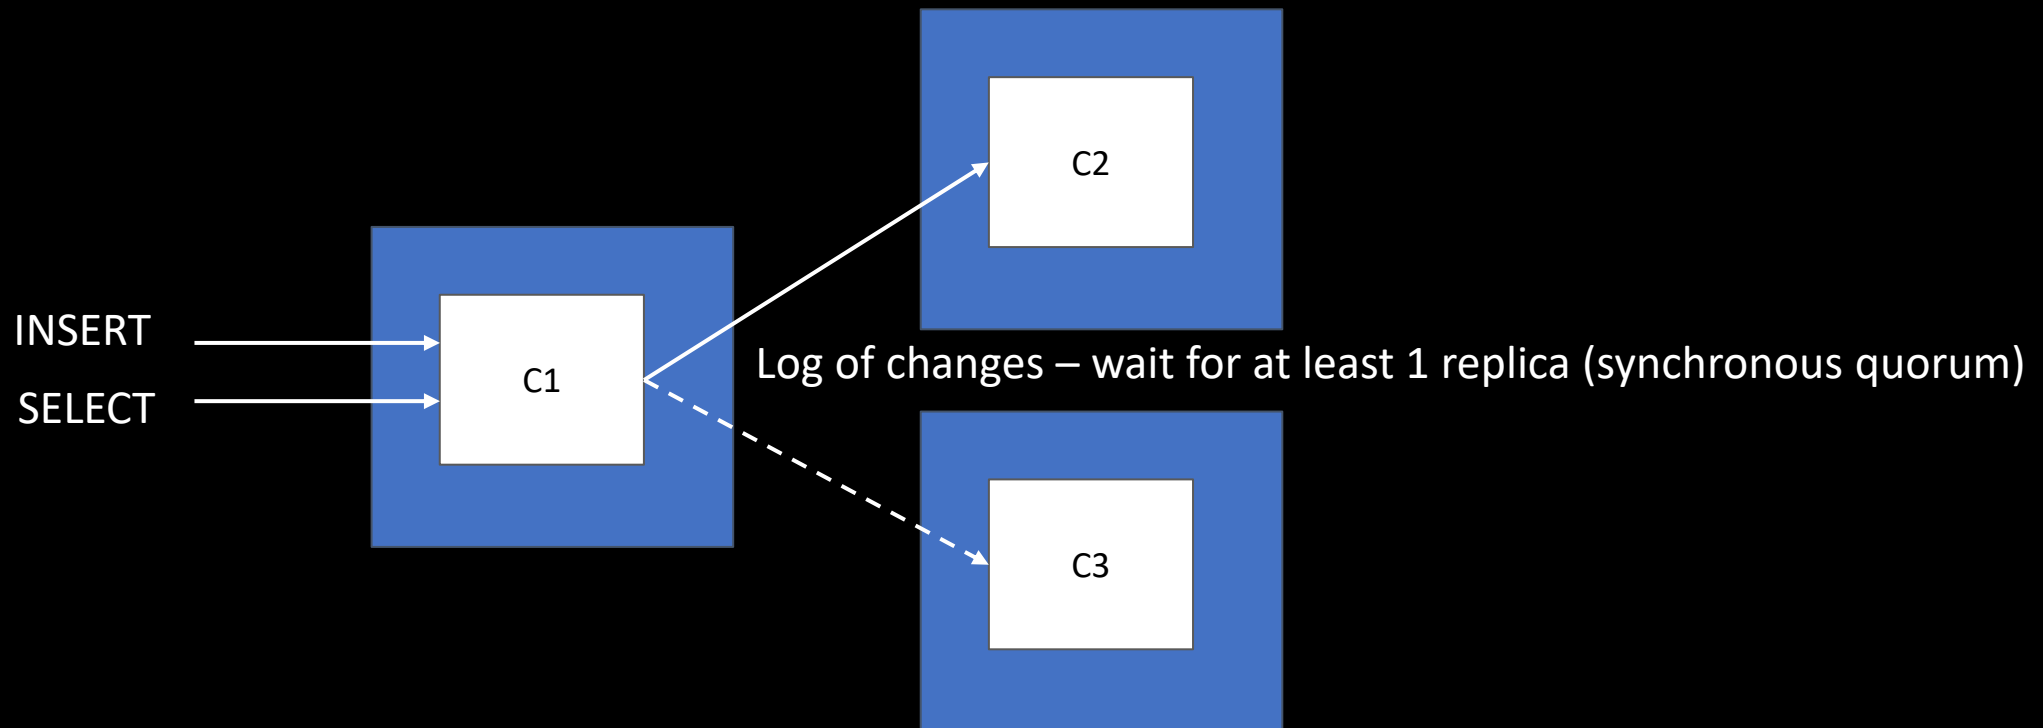 C2
INSERT
SELECT
C1
Log of changes – wait for at least 1 replica (synchronous quorum)
C3